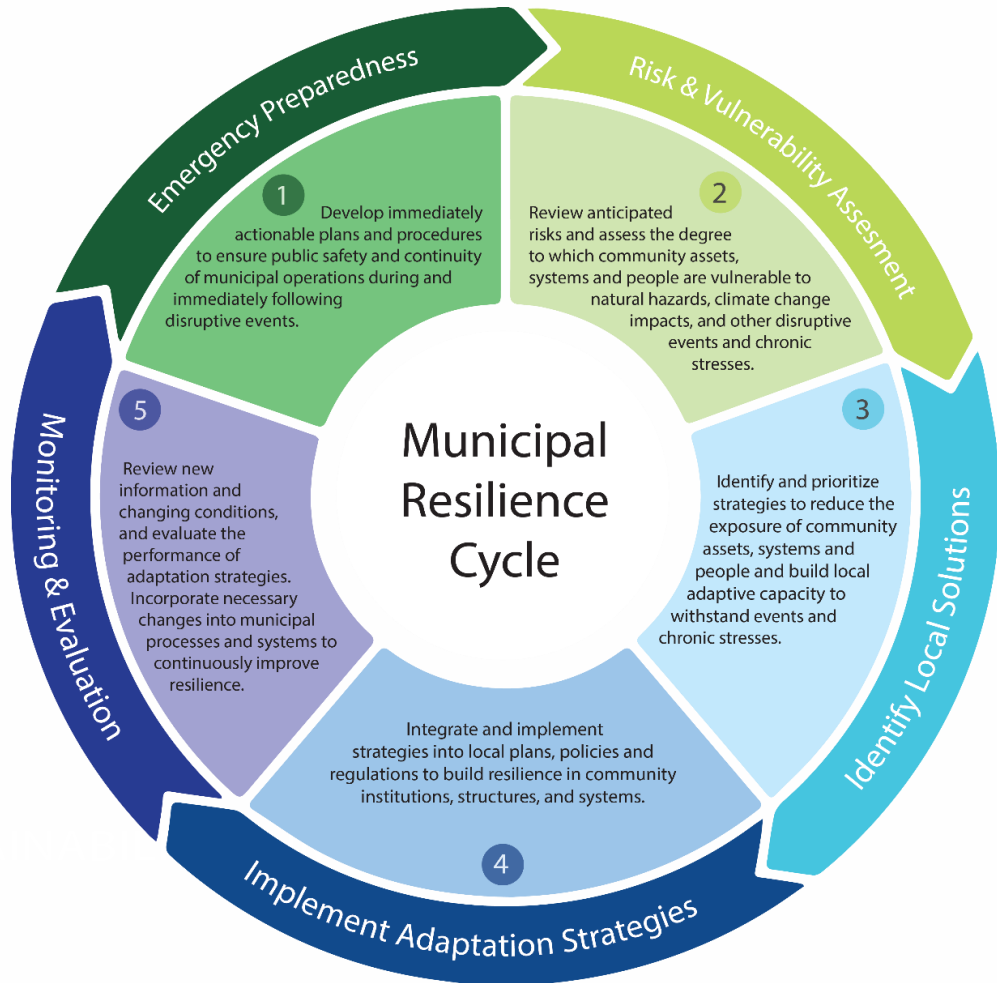 Municipal
Resilience
Cycle
Emergency Preparedness
1
Develop immediately
actionable plans and procedures
to ensure public safety and continuity
of municipal operations during and
immediately following
disruptive events.
Risk & Vulnerability Assesment
2
Review anticipated
risks and assess the degree
to which community assets,
systems and people are vulnerable to
natural hazards, climate change
impacts, and other disruptive
events and chronic
stresses.
Identify Local Solutions
3
Identify and prioritize
strategies to reduce the
exposure of community
assets, systems and
people and build local
adaptive capacity to
withstand events and
chronic stresses.
Implement Adaptation Strategies
Integrate and implement
strategies into local plans, policies and
regulations to build resilience in community
institutions, structures, and systems.
4
Monitoring & Evaluation
5
Review new
information and
changing conditions,
and evaluate the
performance of
adaptation strategies.
Incorporate necessary
changes into municipal
processes and systems to
continuously improve
resilience.